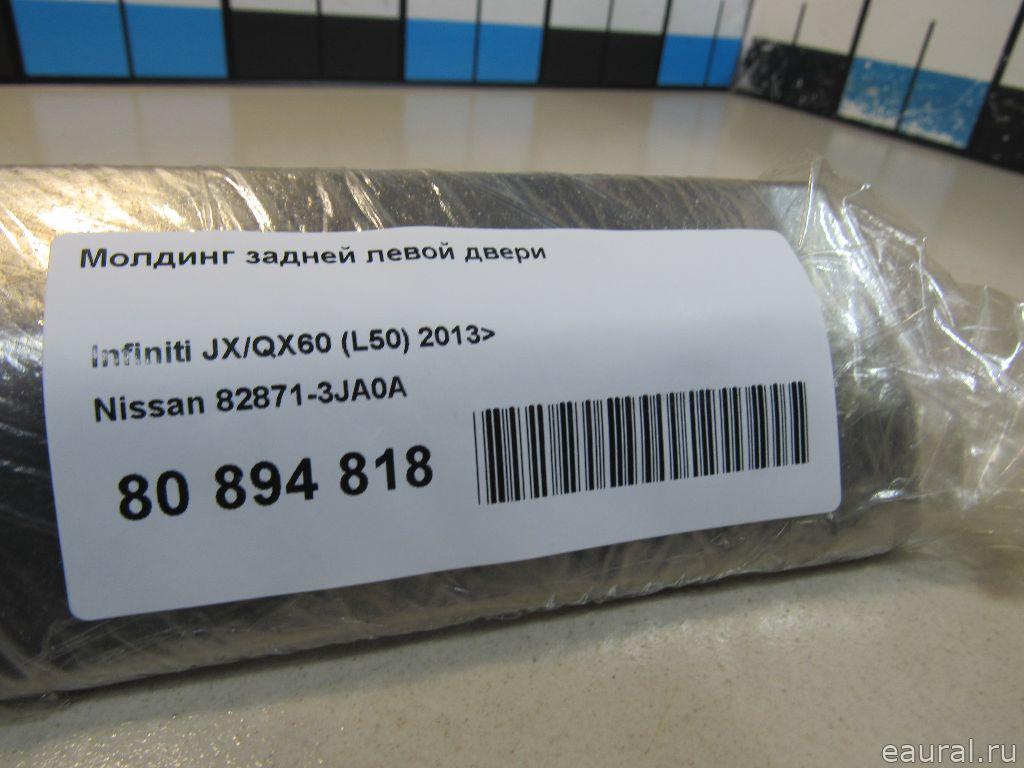 Молдинг задней левой двери
Infiniti JX/QX60 (L50) 2013>
Nissan 82871-3JA0A
80 894 818
eaural.ru